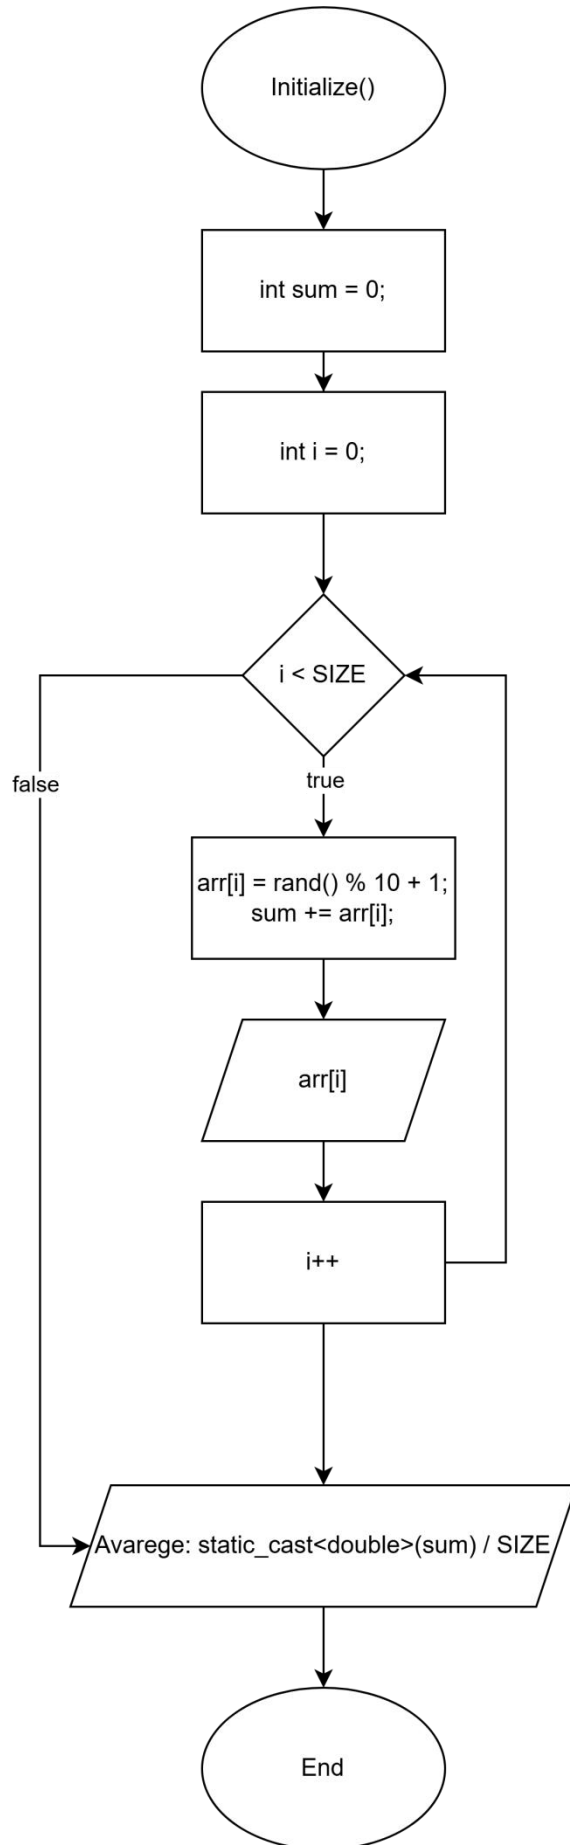 Initialize()
int sum = 0;
int i = 0;
i < SIZE
false
true
arr[i] = rand() % 10 + 1;
sum += arr[i];
arr[i]
i++
Avarege: static_cast<double>(sum) / SIZE
End